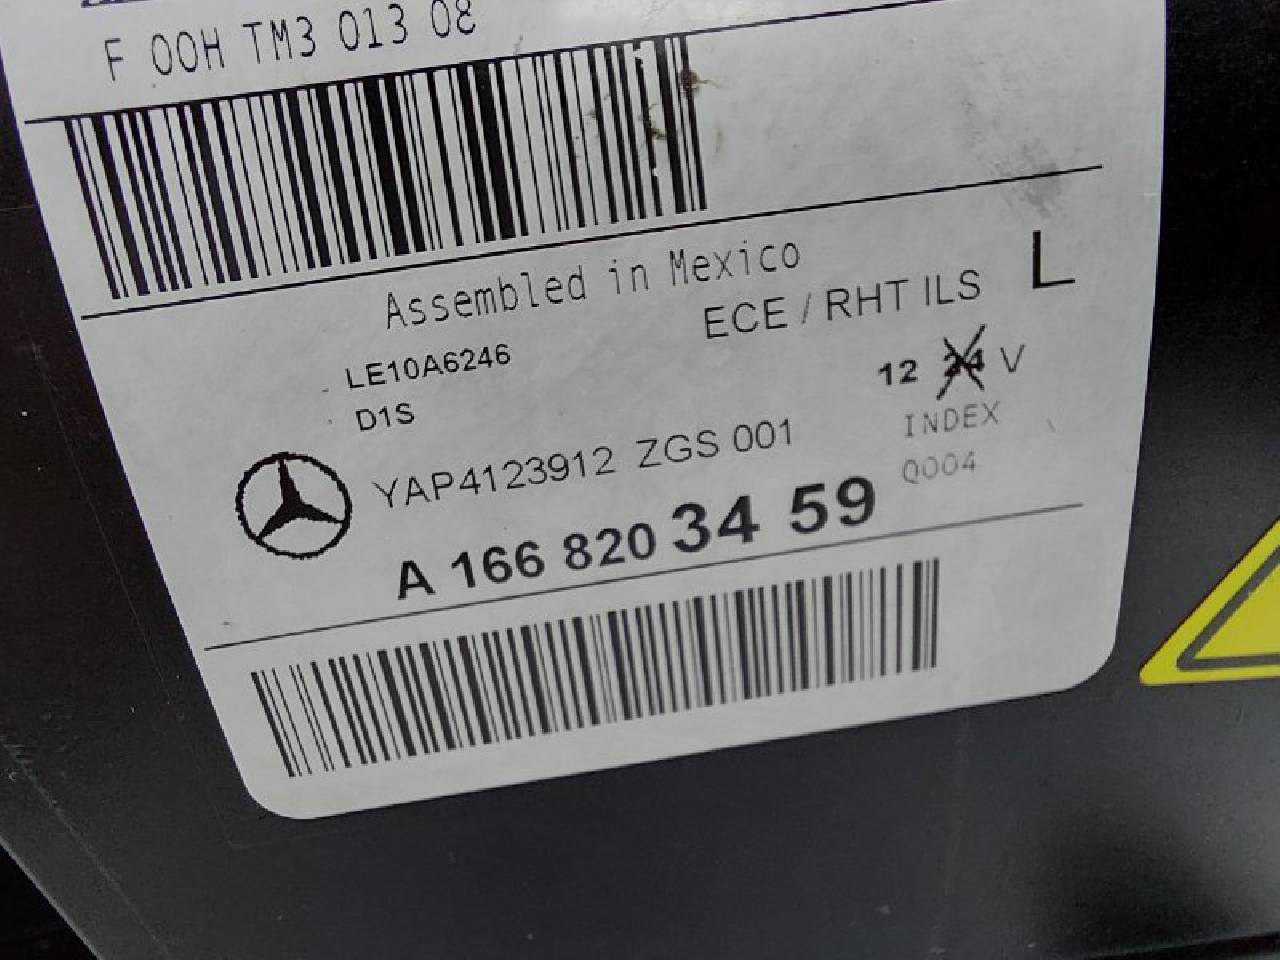 F 00H TM3 013 08
Assembled in Mexico
ECE / RHT ILS L
LE10A6246
12 24 V
D1S
INDEX
YAP4123912 ZGS 001
0004
A 166 820 34 59